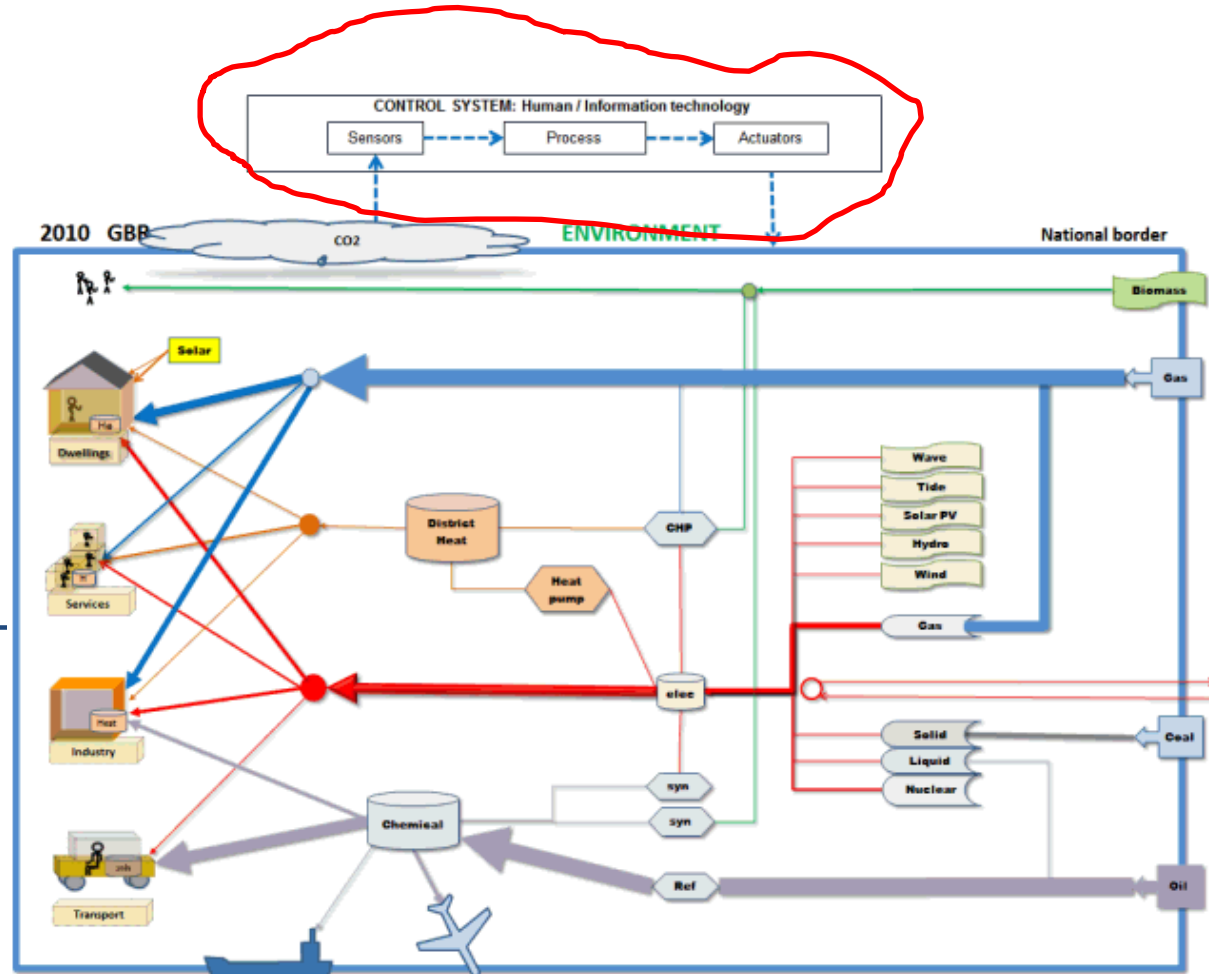 CONTROL SYSTEM: Human / Information technology
Sensors
Process
Actuators
2010 GBR
CO2
ENVIRONMENT
National border
Biomass
Solar
Gas
Dwellings
Wave
Tide
Solar PV
Hydro
Wind
District
Heat
CHP
Heat
pump
Services
Gas
elec
Heat
Industry
Solid
Liquid
Nuclear
Coal
syn
syn
Chemical
Ref
Oil
Transport